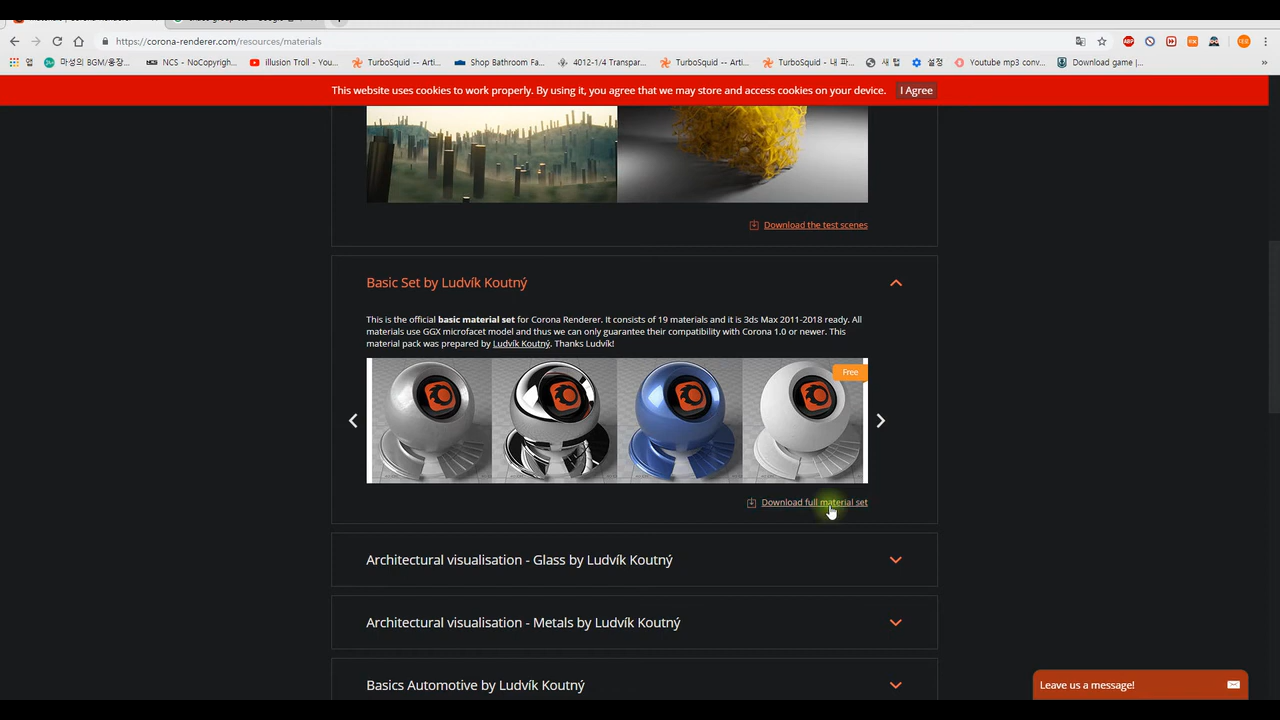 https://corona-renderer.com/resources/materials
앱
마성의 BGM/웅장...
NCS - NoCopyrigh...
illusion Troll - You...
TurboSquid -- Arti...
Shop Bathroom Fa...
4012-1/4 Transpar...
TurboSquid -- Arti...
TurboSquid - 내 파...
새 탭
설정
Youtube mp3 conv...
Download game |...
»
This website uses cookies to work properly. By using it, you agree that we may store and access cookies on your device.
I Agree
Download the test scenes
Basic Set by Ludvík Koutný
This is the official basic material set for Corona Renderer. It consists of 19 materials and it is 3ds Max 2011-2018 ready. All
materials use GGX microfacet model and thus we can only guarantee their compatibility with Corona 1.0 or newer. This
material pack was prepared by Ludvík Koutný. Thanks Ludvík!
Free
Download full material set
Architectural visualisation - Glass by Ludvík Koutný
Architectural visualisation - Metals by Ludvík Koutný
Basics Automotive by Ludvík Koutný
Leave us a message!